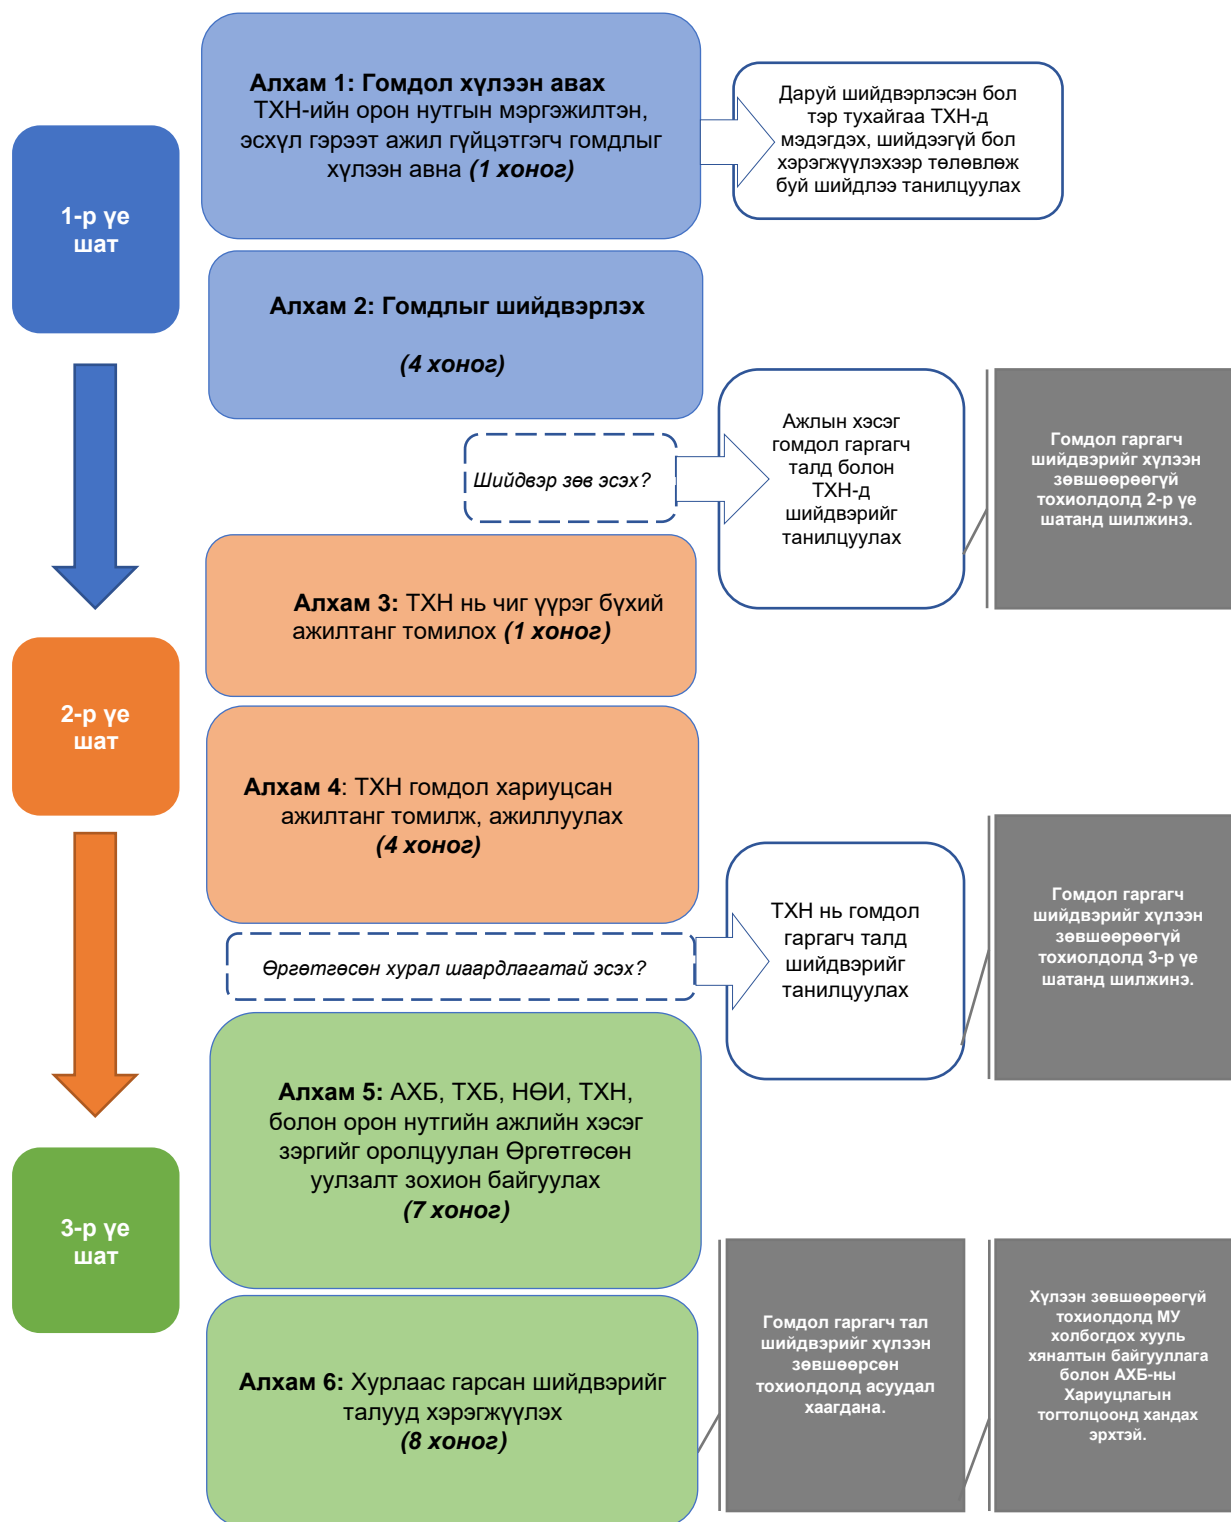 1-р үе
шат
Алхам 1: Гомдол хүлээн авах
ТХН-ийн орон нутгын мэргэжилтэн,
эсхүл гэрээт ажил гүйцэтгэгч гомдлыг
хүлээн авна (1 хоног)
Даруй шийдвэрлэсэн бол
тэр тухайгаа ТХН-д
мэдэгдэх, шийдээгүй бол
хэрэгжүүлэхээр төлөвлөж
буй шийдлээ танилцуулах
Алхам 2: Гомдлыг шийдвэрлэх
(4 хоног)
Шийдвэр зөв эсэх?
Ажлын хэсэг
гомдол гаргагч
талд болон
ТХН-д
шийдвэрийг
танилцуулах
Гомдол гаргагч
шийдвэрийг хүлээн
зөвшөөрөөгүй
тохиолдолд 2-р үе
шатанд шилжинэ.
2-р үе
шат
Алхам 3: ТХН нь чиг үүрэг бүхий
ажилтанг томилох (1 хоног)
Алхам 4: ТХН гомдол хариуцсан
ажилтанг томилж, ажиллуулах
(4 хоног)
Өргөтгөсөн хурал шаардлагатай эсэх?
ТХН нь гомдол
гаргагч талд
шийдвэрийг
танилцуулах
Гомдол гаргагч
шийдвэрийг хүлээн
зөвшөөрөөгүй
тохиолдолд 3-р үе
шатанд шилжинэ.
3-р үе
шат
Алхам 5: АХБ, ТХБ, НӨИ, ТХН,
болон орон нутгийн ажлийн хэсэг
зэргийг оролцуулан Өргөтгөсөн
уулзалт зохион байгуулах
(7 хоног)
Алхам 6: Хурлаас гарсан шийдвэрийг
талууд хэрэгжүүлэх
(8 хоног)
Гомдол гаргагч тал
шийдвэрийг хүлээн
зөвшөөрсөн
тохиолдолд асуудал
хаагдана.
Хүлээн зөвшөөрөөгүй
тохиолдолд МУ
холбогдох хууль
хяналтын байгууллага
болон АХБ-ны
Хариуцлагын
тогтолцоонд хандах
эрхтэй.